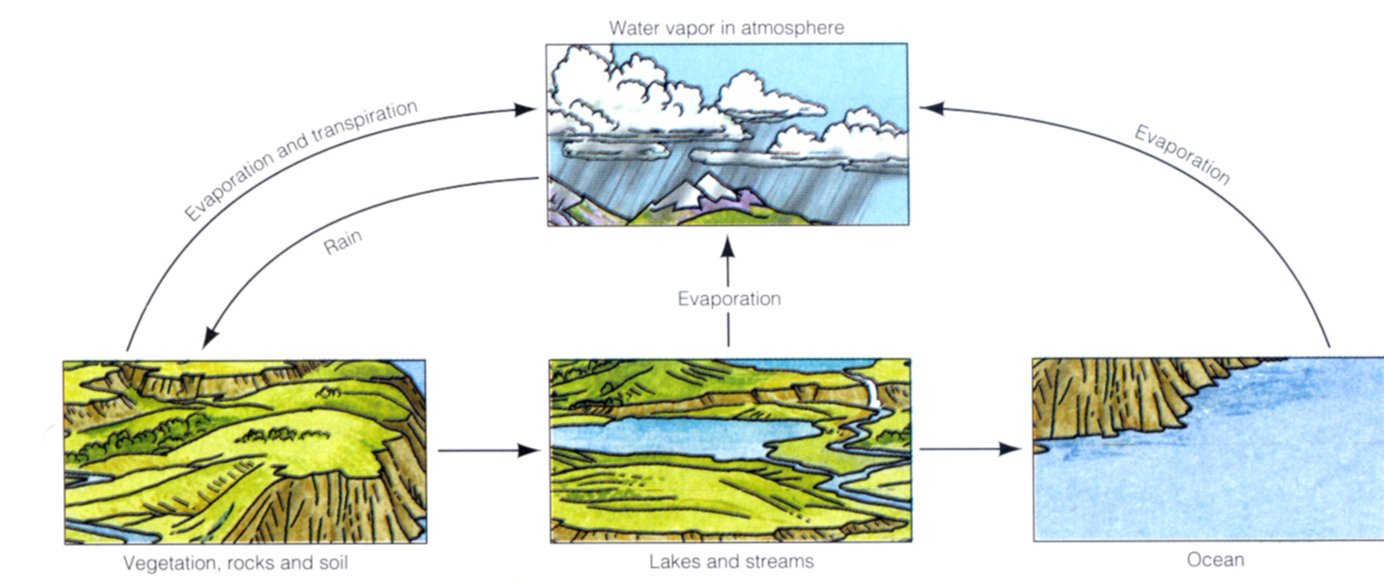 Water vapor in atmosphere
Evaporation and transpiration
Evaporation
Rain
Evaporation
Vegetation, rocks and soil
Lakes and streams
Ocean